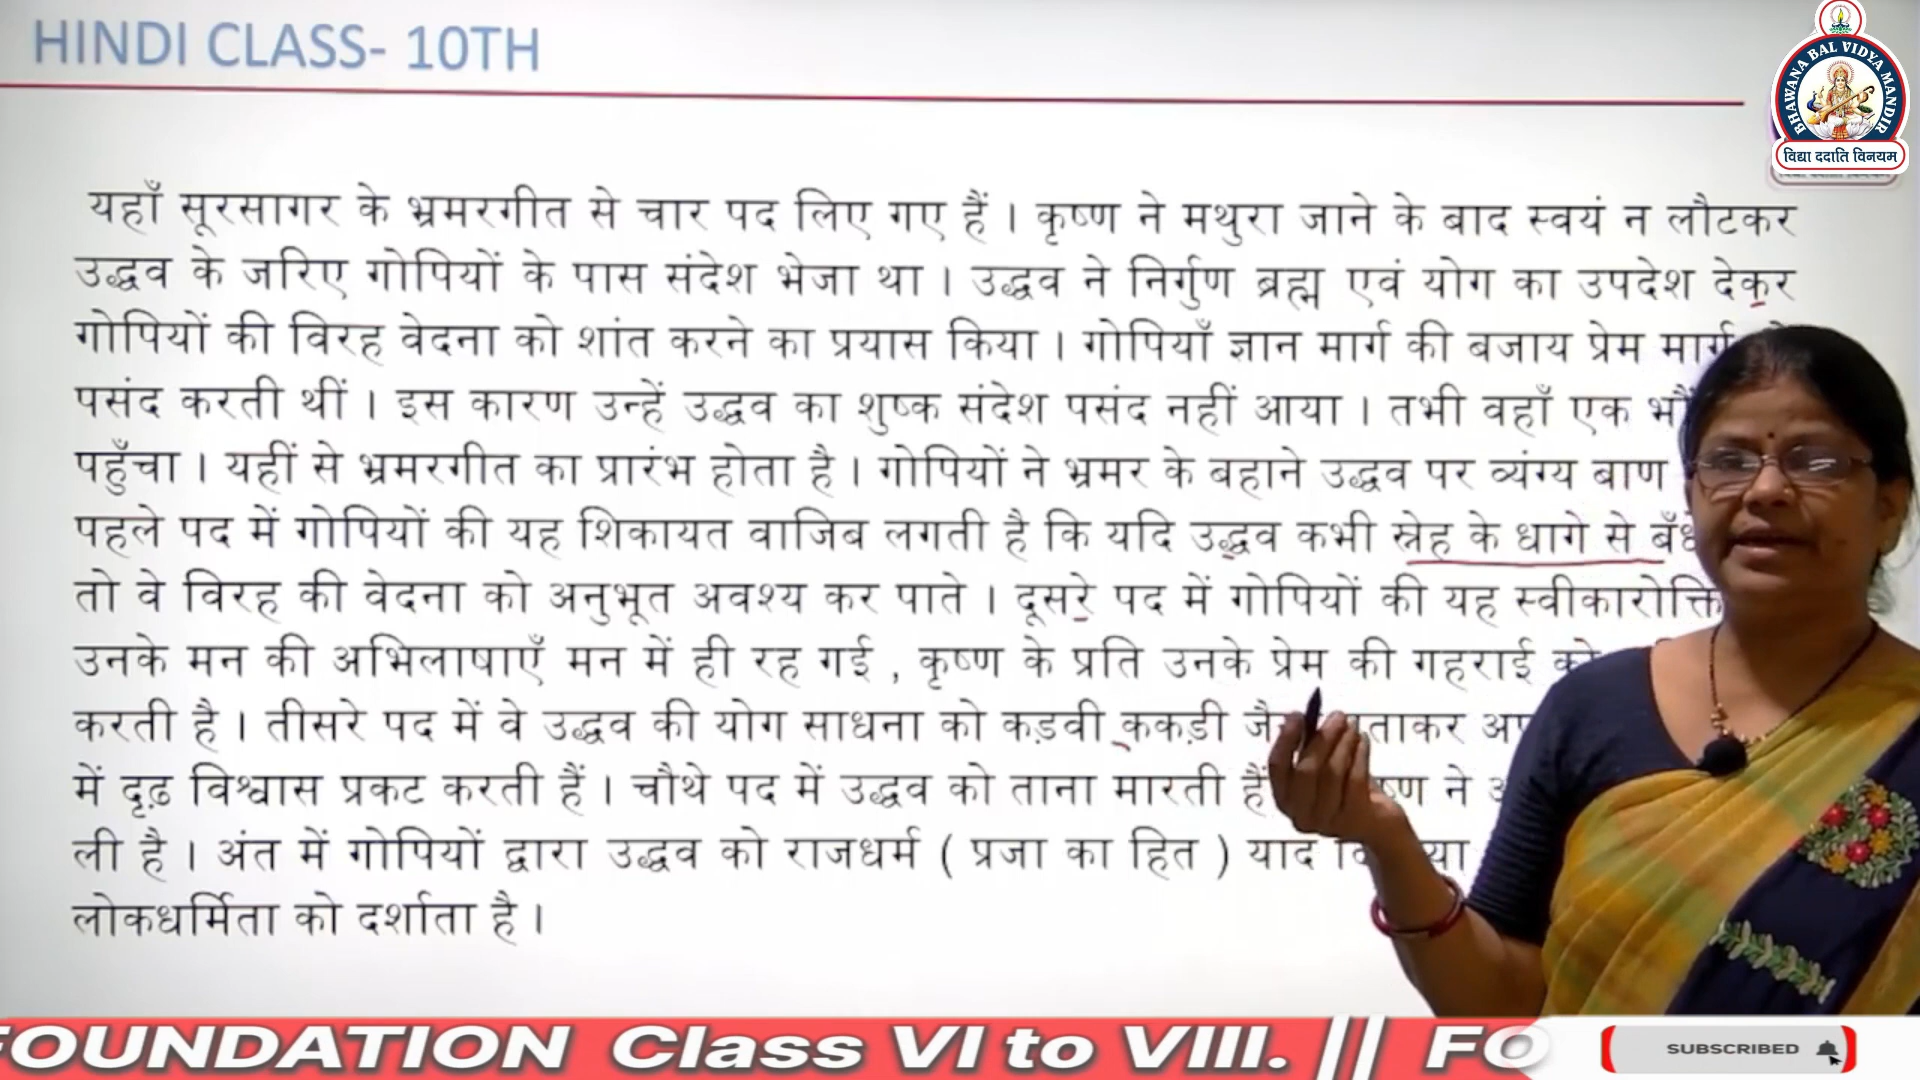 HINDI CLASS- 10TH
BHAWANA BAL VIDYA MANDIR
विद्या ददाति विनयम
यहाँ सूरसागर के भ्रमरगीत से चार पद लिए गए हैं । कृष्ण ने मथुरा जाने के बाद स्वयं न लौटकर
उद्धव के जरिए गोपियों के पास संदेश भेजा था । उद्धव ने निर्गुण ब्रह्म एवं योग का उपदेश देकर
गोपियों की विरह वेदना को शांत करने का प्रयास किया । गोपियाँ ज्ञान मार्ग की बजाय प्रेम मार्ग
पसंद करती थीं । इस कारण उन्हें उद्धव का शुष्क संदेश पसंद नहीं आया । तभी वहाँ एक
पहुँचा । यहीं से भ्रमरगीत का प्रारंभ होता है । गोपियों ने भ्रमर के बहाने उद्धव पर व्यंग्य बाण
पहले पद में गोपियों की यह शिकायत वाजिब लगती है कि यदि उद्धव कभी स्नेह के धागे से
तो वे विरह की वेदना को अनुभूत अवश्य कर पाते । दूसरे पद में गोपियों की यह स्वीकारोक्ति
उनके मन की अभिलाषाएँ मन में ही रह गई , कृष्ण के प्रति उनके प्रेम की गहराई
करती है । तीसरे पद में वे उद्धव की योग साधना को कड़वी ककड़ी
में दृढ़ विश्वास प्रकट करती हैं । चौथे पद में उद्धव को ताना मारती हैं ने
ली है । अंत में गोपियों द्वारा उद्धव को राजधर्म ( प्रजा का हित ) याद
लोकधर्मिता को दर्शाता है ।
FOUNDATION Class VI to VIII. || FO
SUBSCRIBED